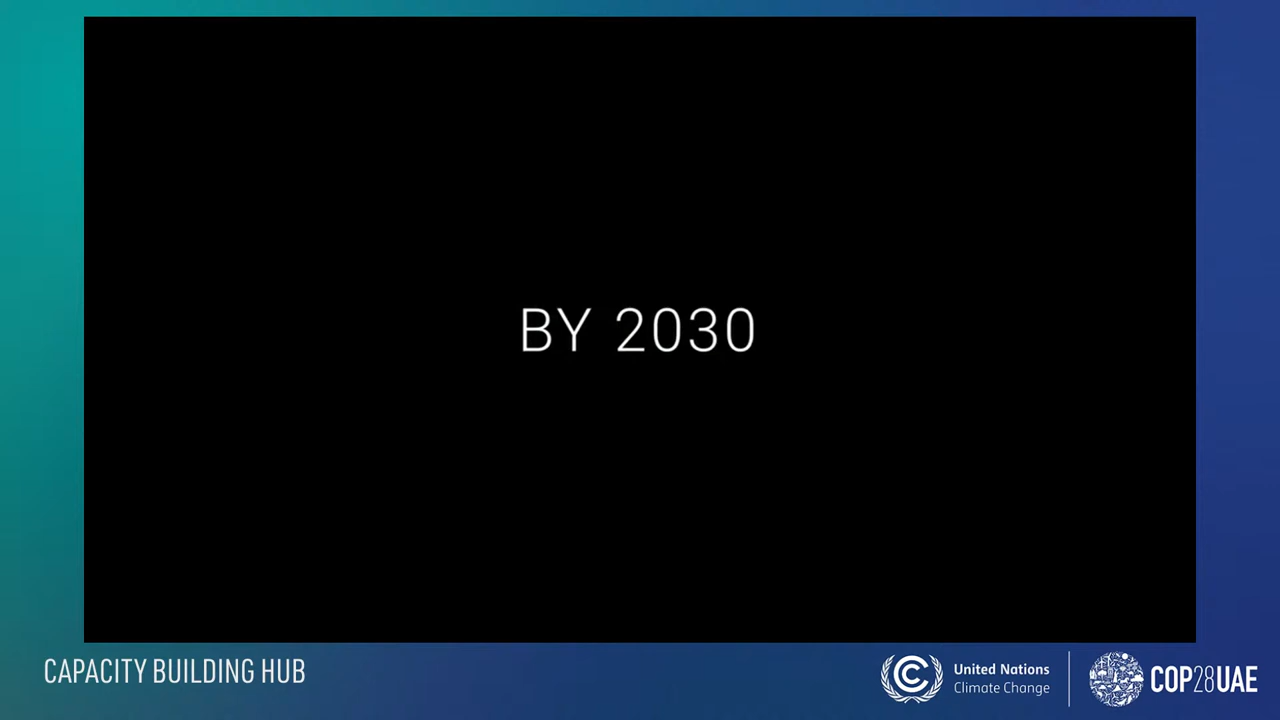 BY 2030
CAPACITY BUILDING HUB
United Nations
Climate Change
COP28UAE